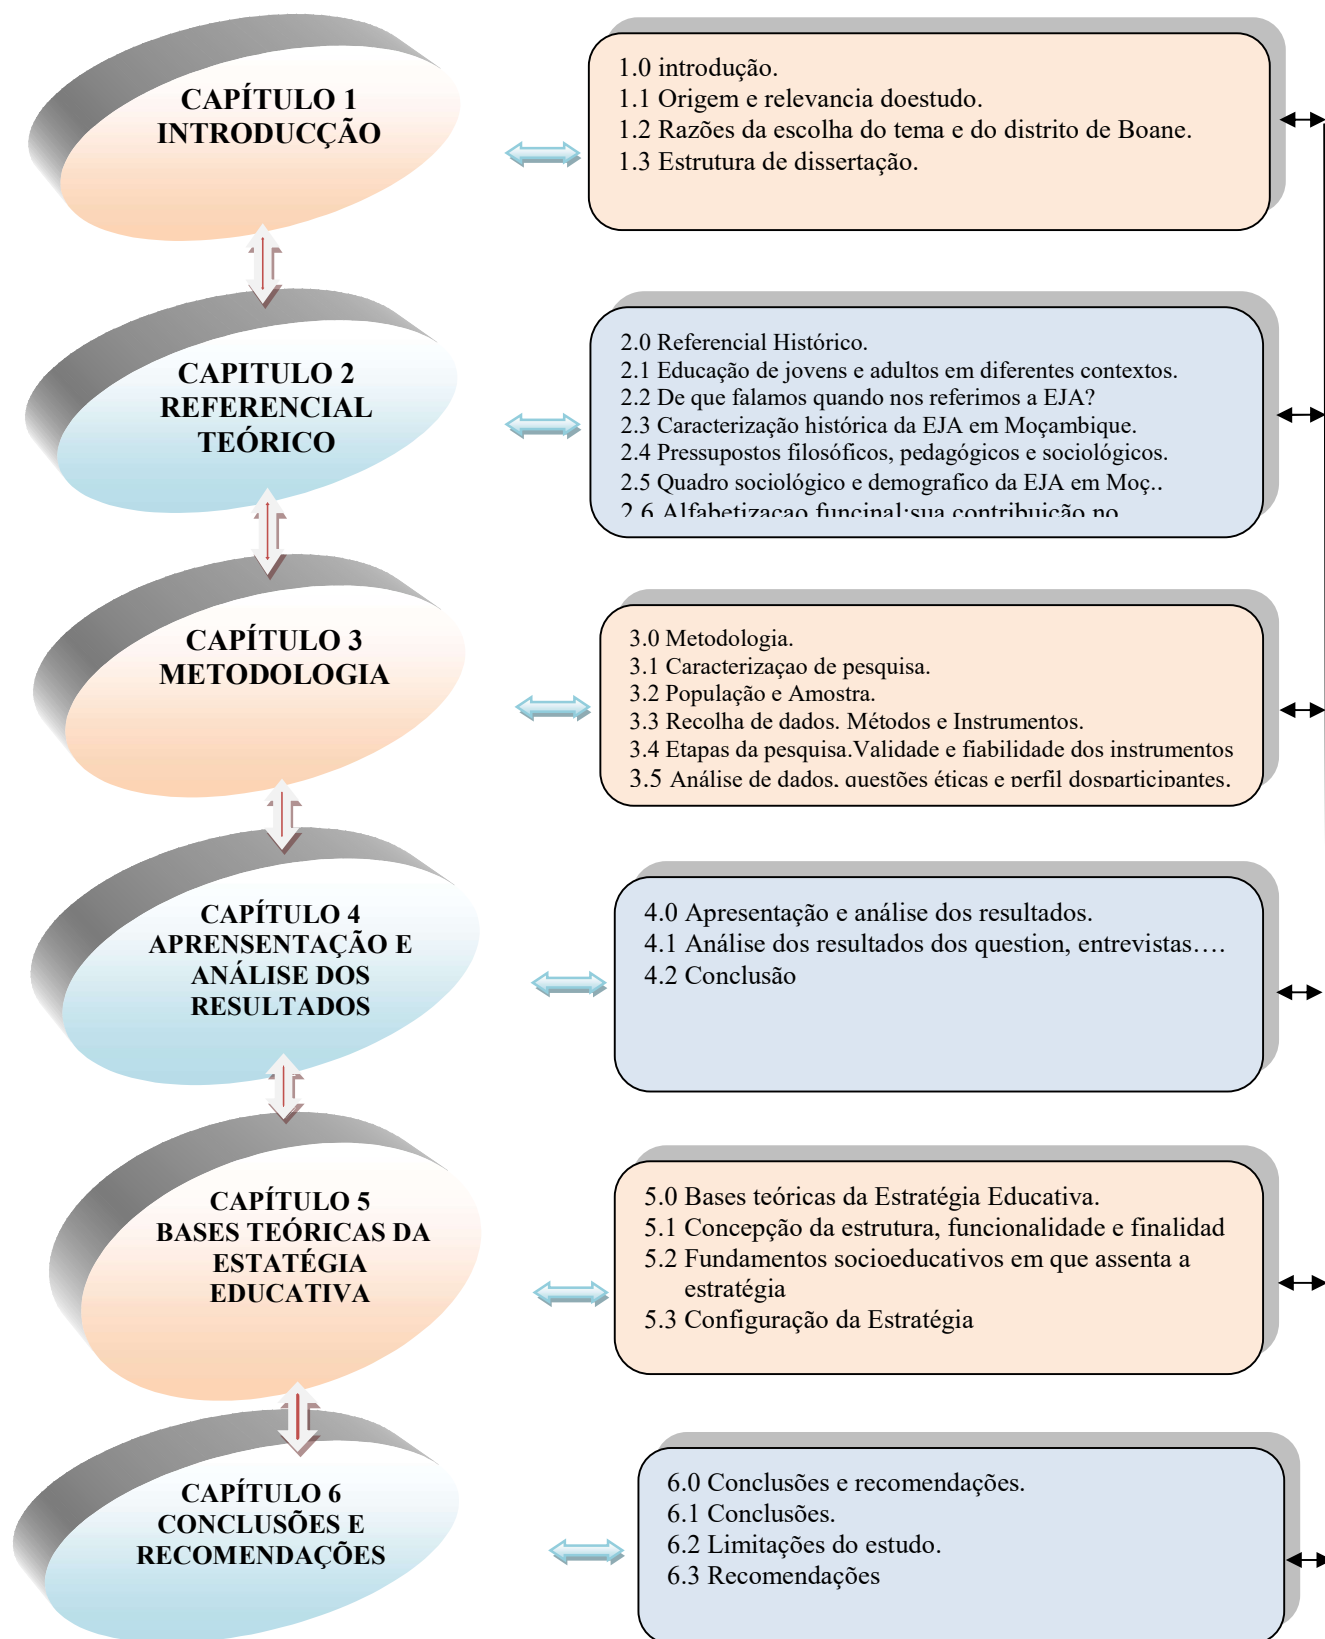 CAPÍTULO 1
INTRODUCÇÃO
1.0 introdução.
1.1 Origem e relevancia doestudo.
1.2 Razões da escolha do tema e do distrito de Boane.
1.3 Estrutura de dissertação.
CAPITULO 2
REFERENCIAL
TEÓRICO
2.0 Referencial Histórico.
2.1 Educação de jovens e adultos em diferentes contextos.
2.2 De que falamos quando nos referimos a EJA?
2.3 Caracterização histórica da EJA em Moçambique.
2.4 Pressupostos filosóficos, pedagógicos e sociológicos.
2.5 Quadro sociológico e demografico da EJA em Moç..
2.6 Alfabetizaçao funcinal:sua contribuição no
CAPÍTULO 3
METODOLOGIA
3.0 Metodologia.
3.1 Caracterizaçao de pesquisa.
3.2 População e Amostra.
3.3 Recolha de dados. Métodos e Instrumentos.
3.4 Etapas da pesquisa.Validade e fiabilidade dos instrumentos
3.5 Análise de dados, questões éticas e perfil dosparticipantes.
CAPÍTULO 4
APRENSENTAÇÃO E
ANÁLISE DOS
RESULTADOS
4.0 Apresentação e análise dos resultados.
4.1 Análise dos resultados dos question, entrevistas….
4.2 Conclusão
CAPÍTULO 5
BASES TEÓRICAS DA
ESTATÉGIA
EDUCATIVA
5.0 Bases teóricas da Estratégia Educativa.
5.1 Concepção da estrutura, funcionalidade e finalidad
5.2 Fundamentos socioeducativos em que assenta a
estratégia
5.3 Configuração da Estratégia
CAPÍTULO 6
CONCLUSÕES E
RECOMENDAÇÕES
6.0 Conclusões e recomendações.
6.1 Conclusões.
6.2 Limitações do estudo.
6.3 Recomendações